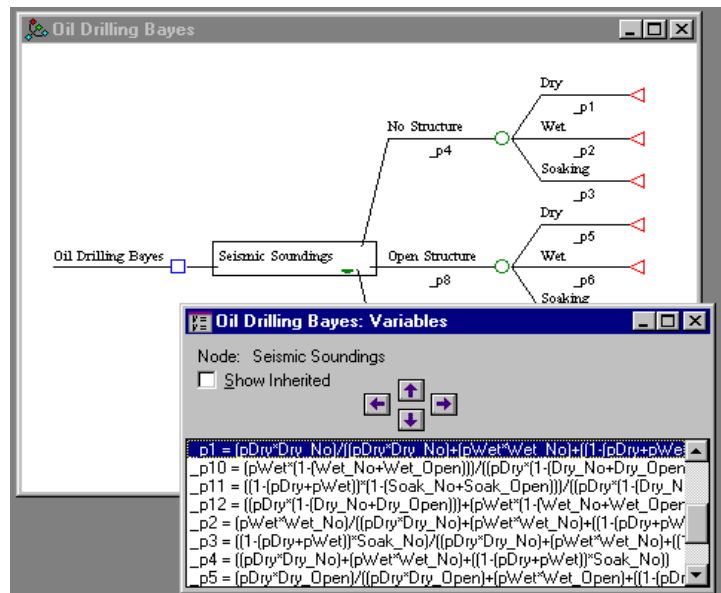 Oil Drilling Bayes
Dry
_p1
No Structure
Wet
_p4
_p2
Soaking
_p3
Dry
_p5
Oil Drilling Bayes
Seismic Soundings
Open Structure
Wet
_p8
_p6
Soaking
Oil Drilling Bayes: Variables
Node: Seismic Soundings
Show Inherited
_p1 = (pDry*Dry_No)/((pDry*Dry_No)+(pWet*Wet_No)+((1-(pDry+pWe
_p10 = (pWet*(1-(Wet_No+Wet_Open)))/((pDry*(1-(Dry_No+Dry_Open
_p11 = ((1-(pDry+pWet))*(1-(Soak_No+Soak_Open)))/((pDry*(1-(Dry_N
_p12 = ((pDry*(1-(Dry_No+Dry_Open)))+(pWet*(1-(Wet_No+Wet_Open
_p2 = (pWet*Wet_No)/((pDry*Dry_No)+(pWet*Wet_No)+((1-(pDry+pW
_p3 = ((1-(pDry+pWet))*Soak_No)/((pDry*Dry_No)+(pWet*Wet_No)+((1
_p4 = ((pDry*Dry_No)+(pWet*Wet_No)+((1-(pDry+pWet))*Soak_No))
_p5 = (pDry*Dry_Open)/((pDry*Dry_Open)+(pWet*Wet_Open)+((1-(pD